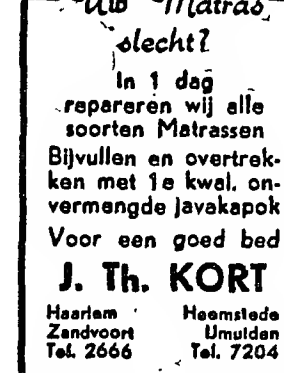 Uw Matras
slecht?
In 1 dag
repareren wij alle
soorten Matrassen
Bijvullen en overtrek-
ken met 1e kwal. on-
vermengde Javakapok
Voor een goed bed
J. Th. KORT
Haarlem Heemstede
Zandvoort IJmuiden
Tel. 2666 Tel. 7204